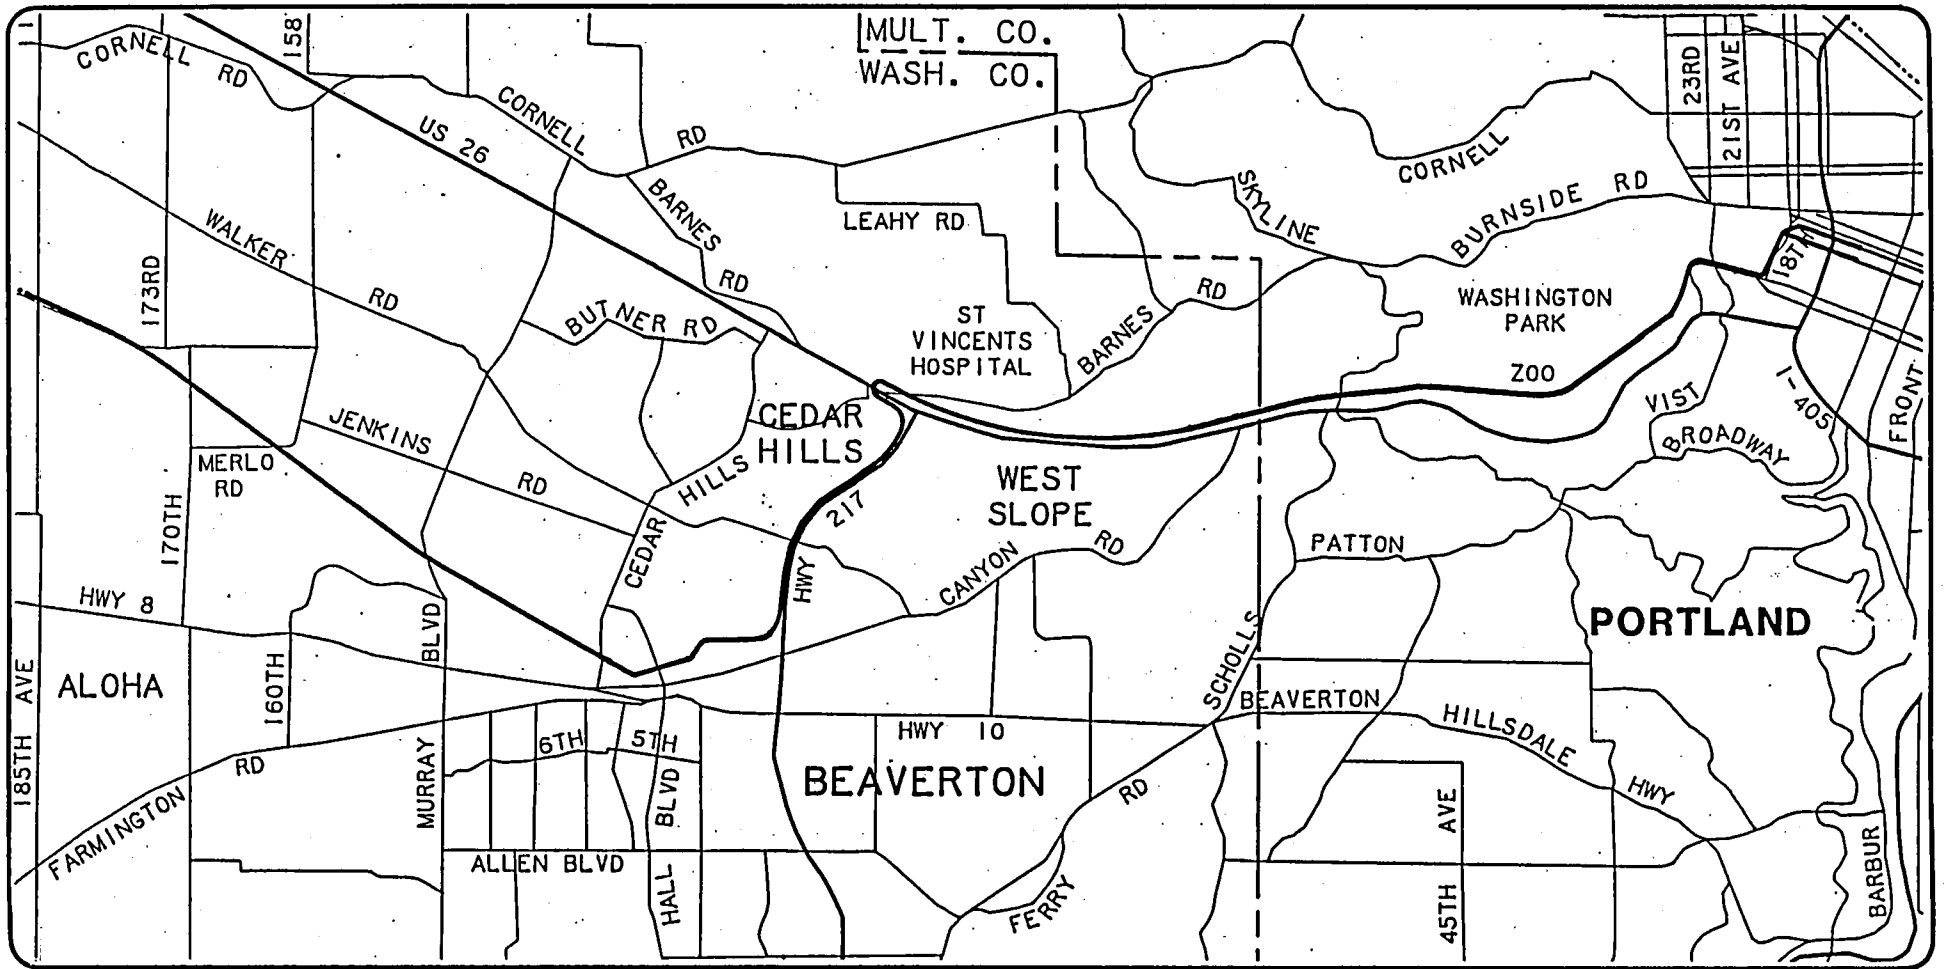 MULT. CO.
WASH. CO.
158
CORNELL RD
US 26
CORNELL RD
23RD
21ST AVE
CORNELL
BARNES RD
LEAHY RD
SKYLINE
BURNSIDE RD
WALKER RD
173RD
18TH
BUTNER RD
ST
VINCENTS
HOSPITAL
BARNES RD
WASHINGTON
PARK
ZOO
VIST
I-405
FRONT
BROADWAY
JENKINS RD
CEDAR
HILLS
MERLO
RD
CEDAR HILLS
HWY 217
WEST
SLOPE
170TH
CANYON RD
PATTON
HWY 8
PORTLAND
185TH AVE
ALOHA
160TH
MURRAY BLVD
SCHOLLS
BEAVERTON HILLSDALE HWY
6TH
5TH
HWY 10
BEAVERTON
FARMINGTON RD
ALLEN BLVD
HALL BLVD
FERRY RD
45TH AVE
BARBUR